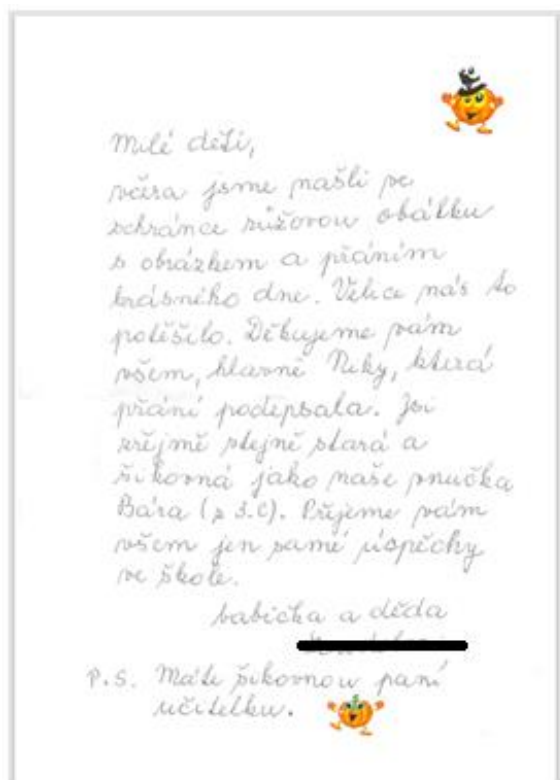 Milé děti,
včera jsme našli ve
schránce růžovou obálku
s obrázkem a přáním
krásného dne. Velice nás to
potěšilo. Děkujeme vám
všem, hlavně Niky, která
přání podepsala. Jsi
zřejmě stejně stará a
šikovná jako naše vnučka
Bára (z 3.C). Přejeme vám
všem jen samé úspěchy
ve škole.
babička a děda
P.S. Máte šikovnou paní
učitelku.